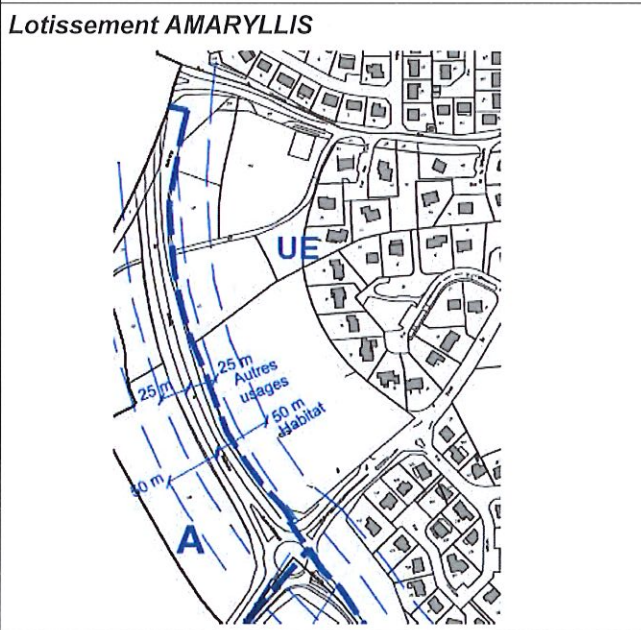 Lotissement AMARYLLIS
UE
25 m
Autres
usages
25 m
50 m
Habitat
50 m
A